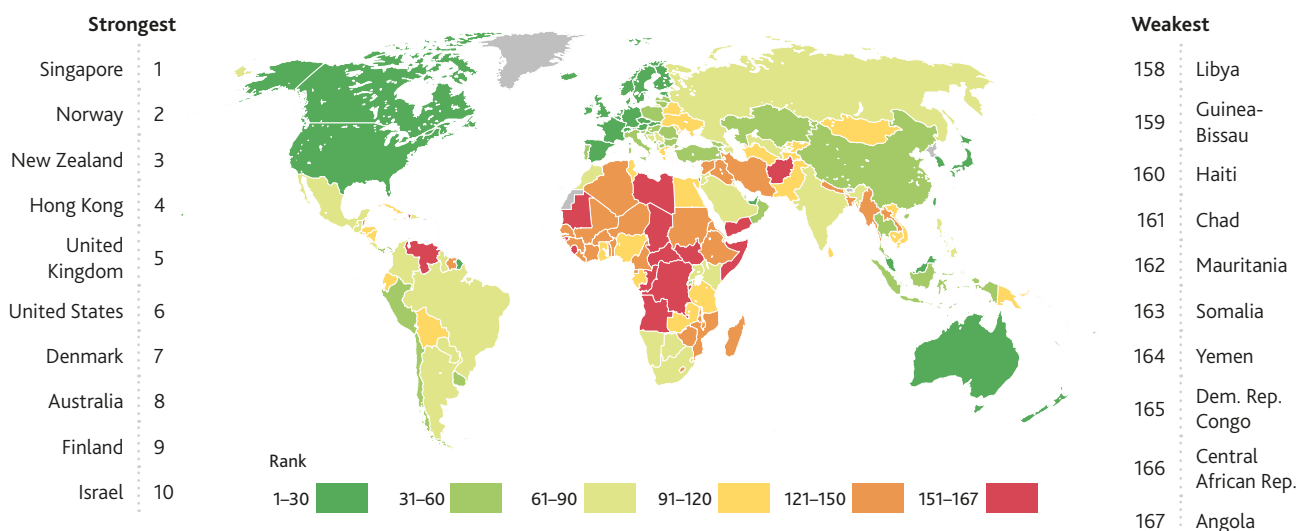 Strongest
Singapore 1
Norway 2
New Zealand 3
Hong Kong 4
United
Kingdom 5
United States 6
Denmark 7
Australia 8
Finland 9
Israel 10
Rank
1–30
31–60
61–90
91–120
121–150
151–167
Weakest
158 Libya
159 Guinea-
Bissau
160 Haiti
161 Chad
162 Mauritania
163 Somalia
164 Yemen
165 Dem. Rep.
Congo
166 Central
African Rep.
167 Angola